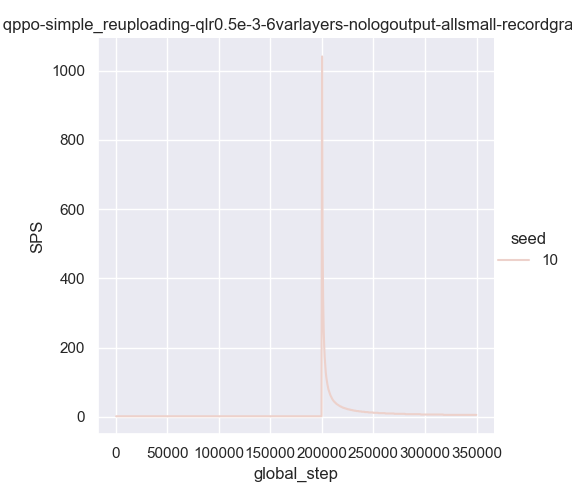 qppo-simple_reuploading-qlr0.5e-3-6varlayers-nologoutput-allsmall-recordgra
1000
800
600
400
200
0
SPS
0 50000 100000 150000 200000 250000 300000 350000
global_step
seed
10